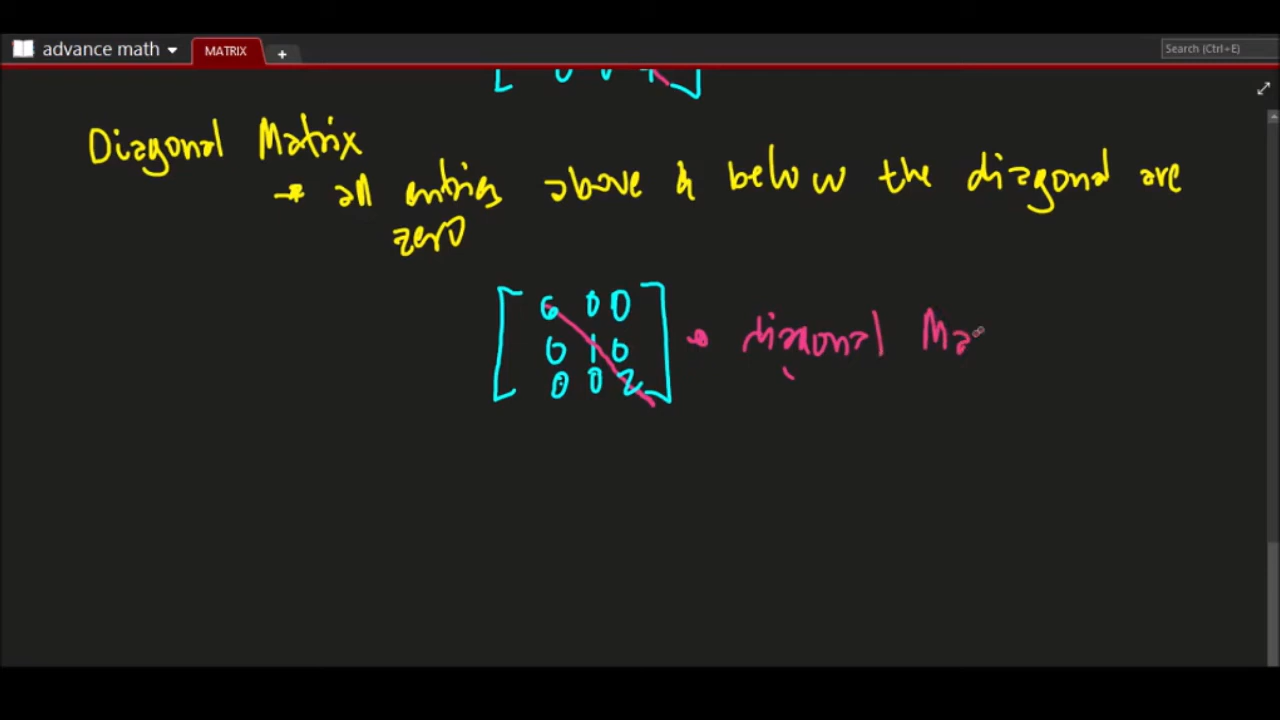 advance math
MATRIX
+
Search (Ctrl+E)
Diagonal Matrix
→ all entries above & below the diagonal are
zero
6 0 0
0 1 0
0 0 2
→ diagonal Ma